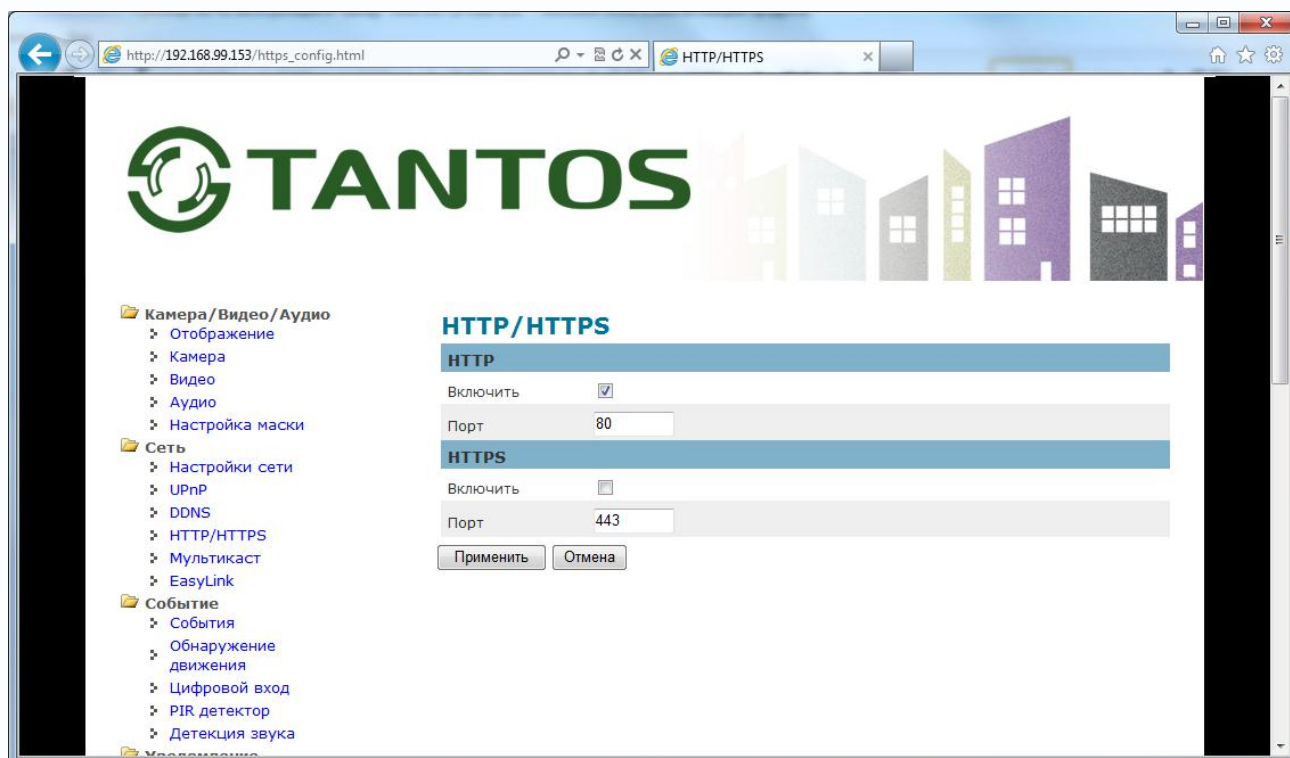 http://192.168.99.153/https_config.html
HTTP/HTTPS
TANTOS
Камера/Видео/Аудио
Отображение
Камера
Видео
Аудио
Настройка маски
Сеть
Настройки сети
UPnP
DDNS
HTTP/HTTPS
Мультикаст
EasyLink
Событие
События
Обнаружение
движения
Цифровой вход
PIR детектор
Детекция звука
HTTP/HTTPS
HTTP
Включить
Порт 80
HTTPS
Включить
Порт 443
Применить Отмена